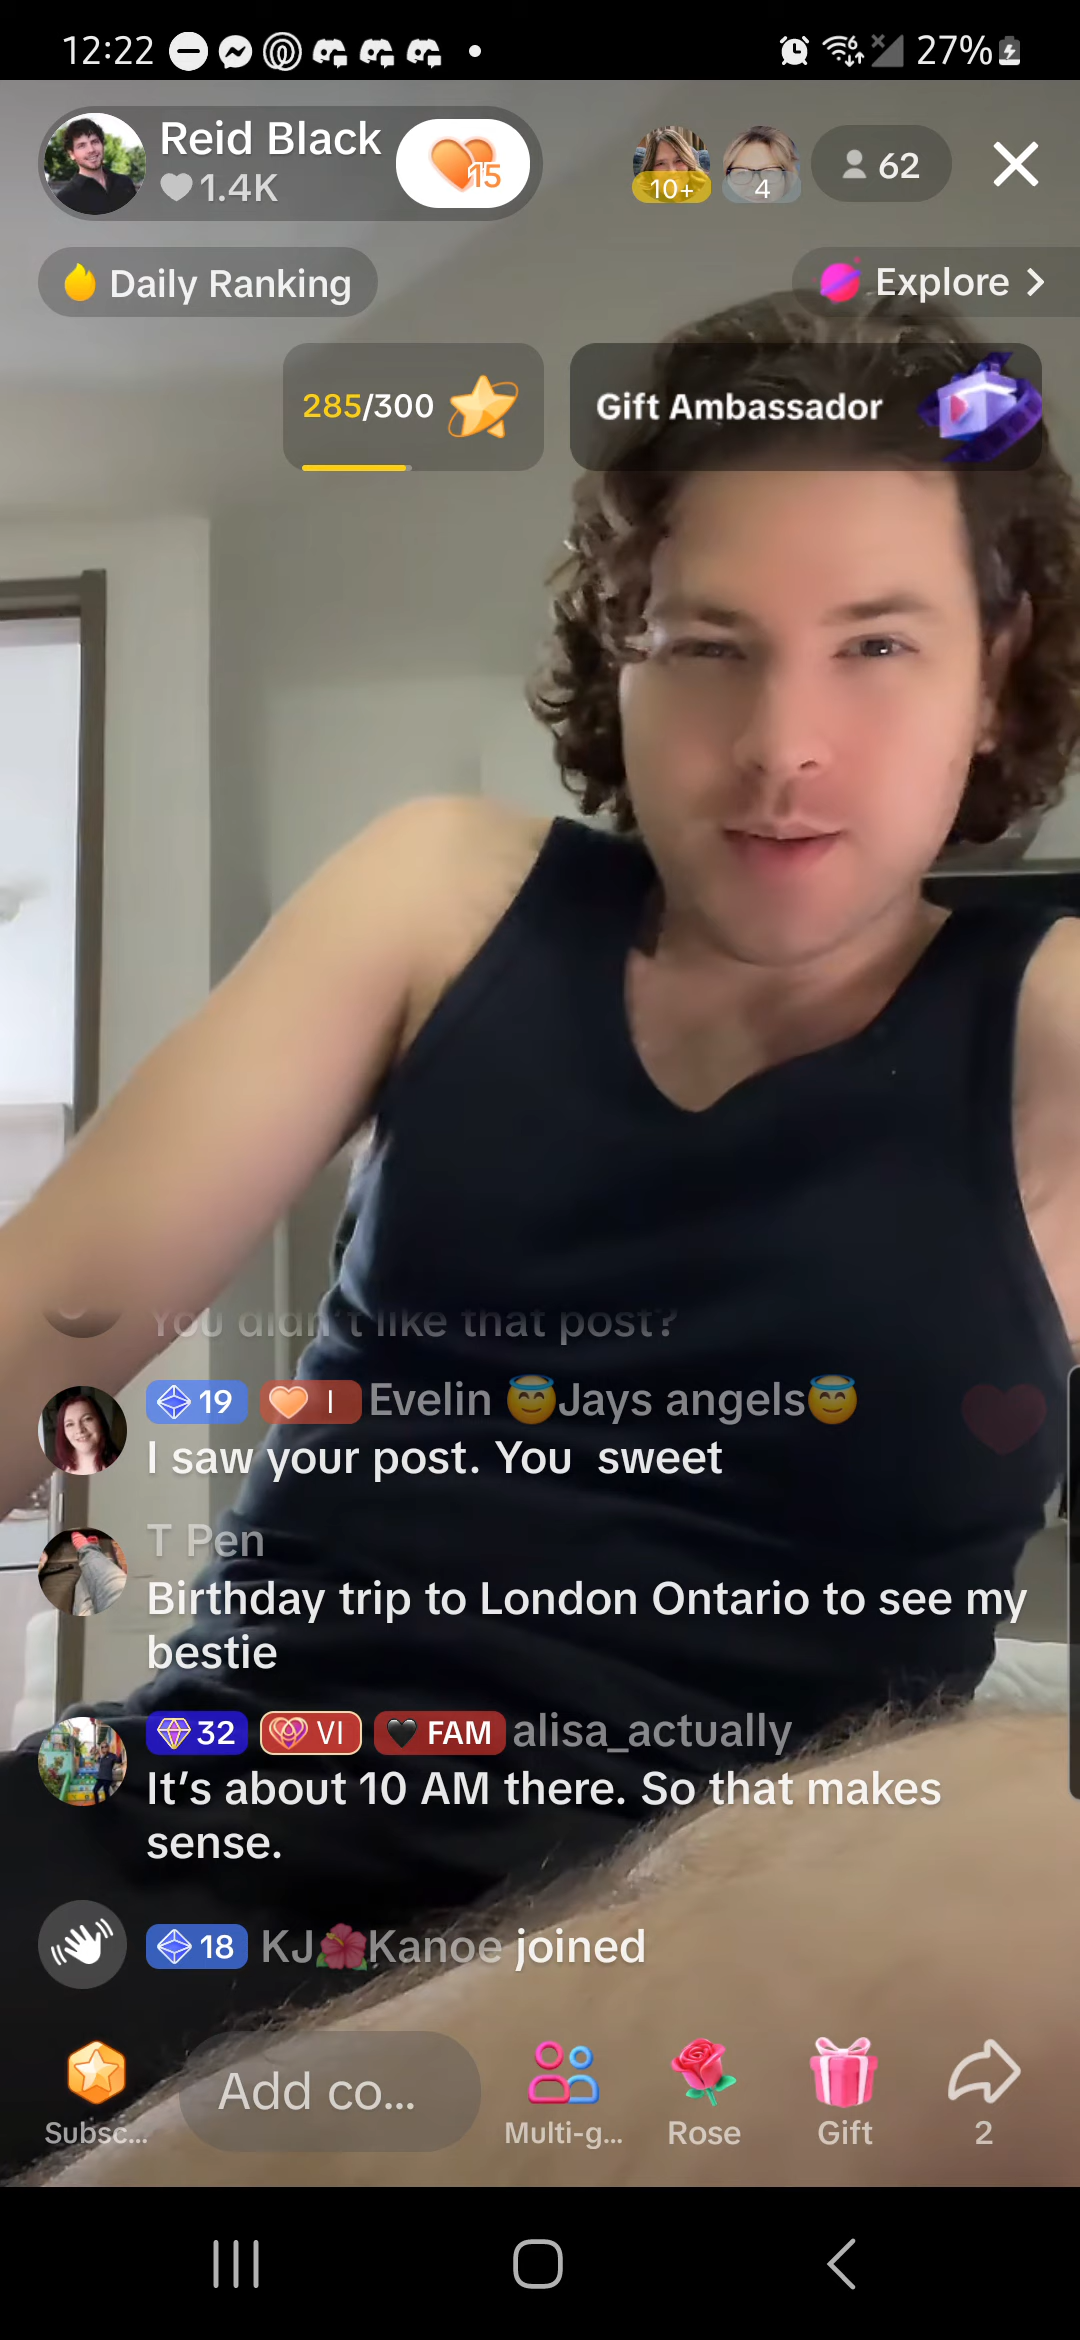 12:22
27%
Reid Black
1.4K
15
10+
4
62
Daily Ranking
Explore >
285/300
Gift Ambassador
You didn't like that post?
19 I Evelin 😇Jays angels😇
I saw your post. You  sweet
T Pen
Birthday trip to London Ontario to see my
bestie
32 VI 🖤 FAM alisa_actually
It's about 10 AM there. So that makes
sense.
18 KJ🌺Kanoe joined
Add co...
Subsc...
Multi-g...
Rose
Gift
2